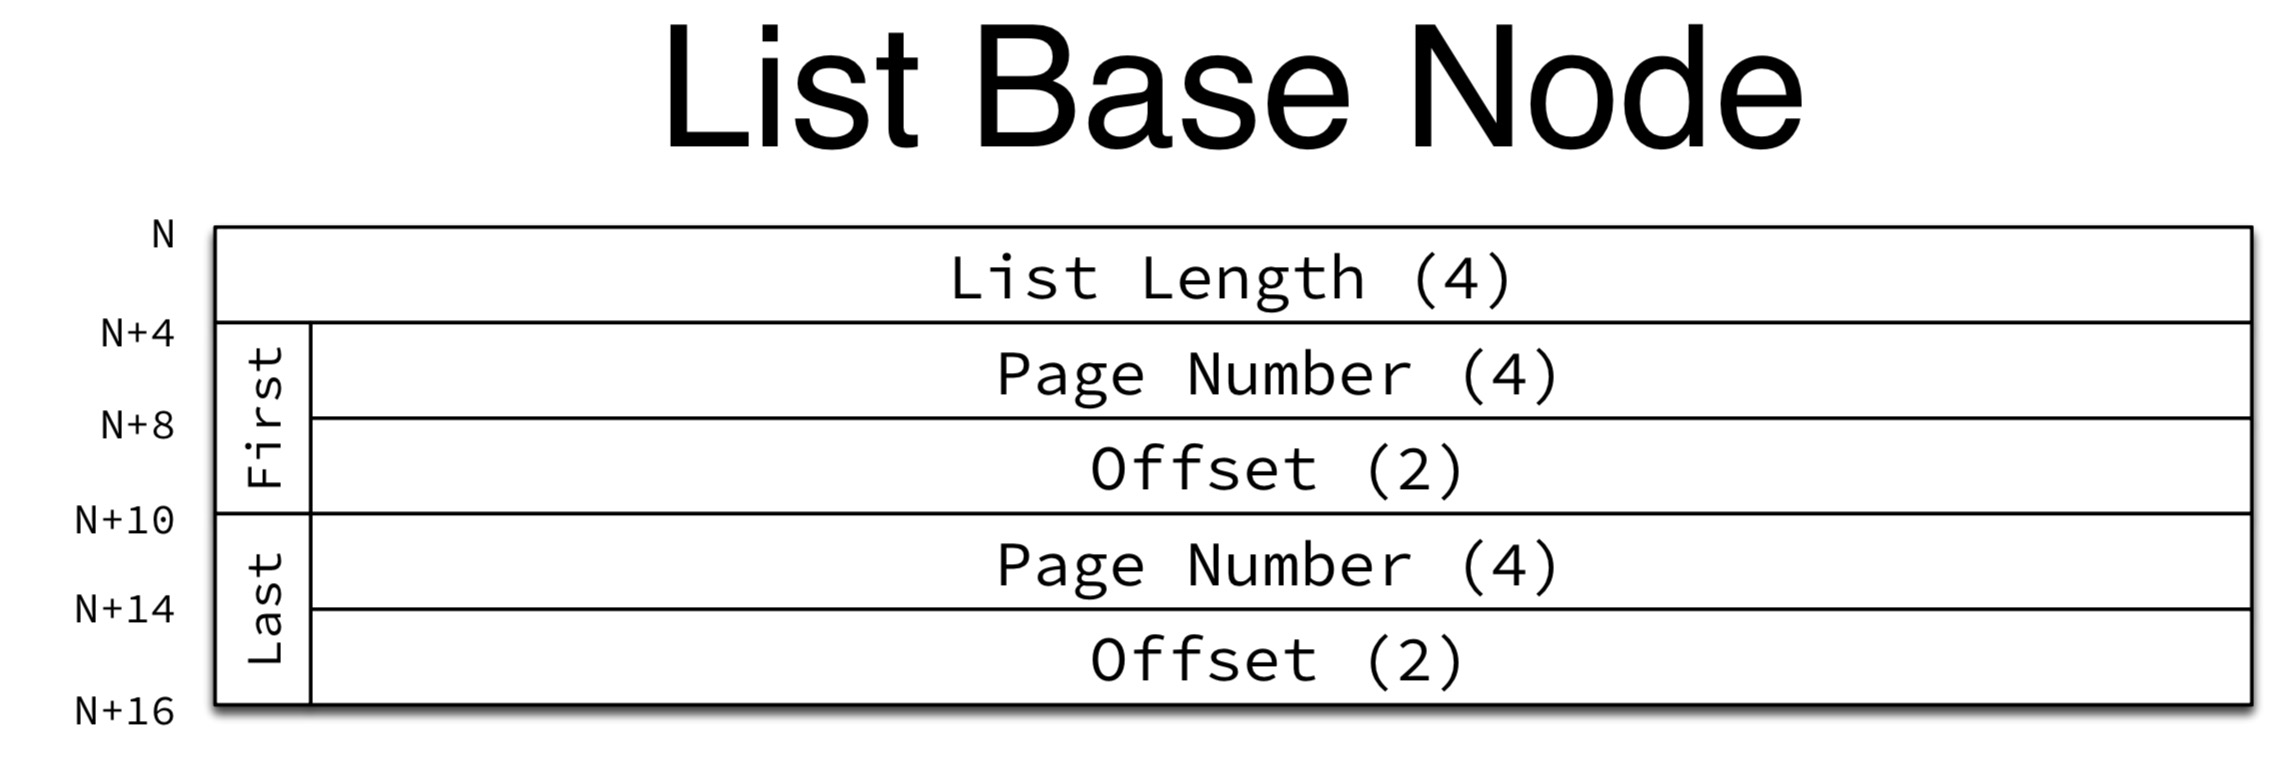 List Base Node
N
List Length (4)
N+4
First
Page Number (4)
N+8
Offset (2)
N+10
Last
Page Number (4)
N+14
Offset (2)
N+16